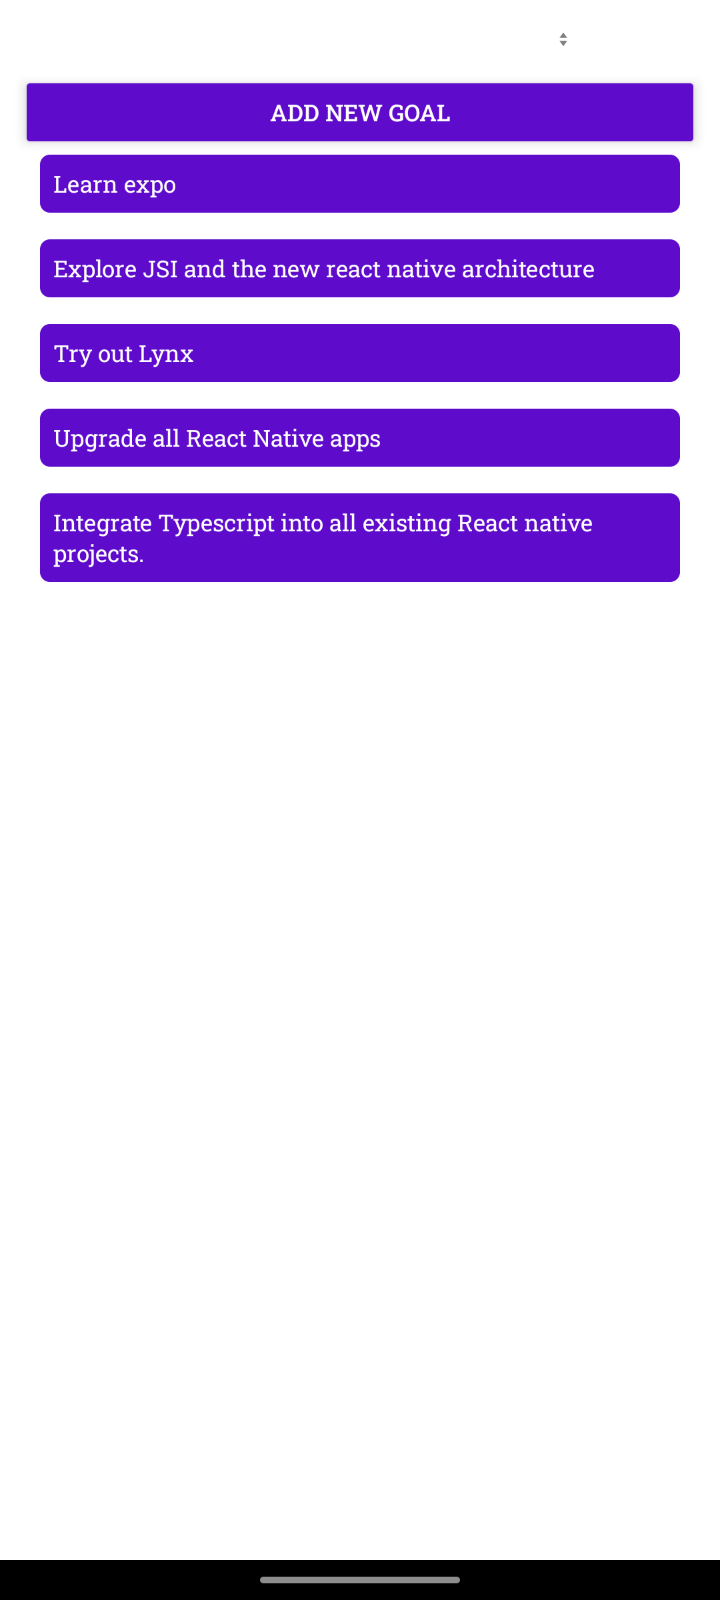 ADD NEW GOAL
Learn expo
Explore JSI and the new react native architecture
Try out Lynx
Upgrade all React Native apps
Integrate Typescript into all existing React native
projects.